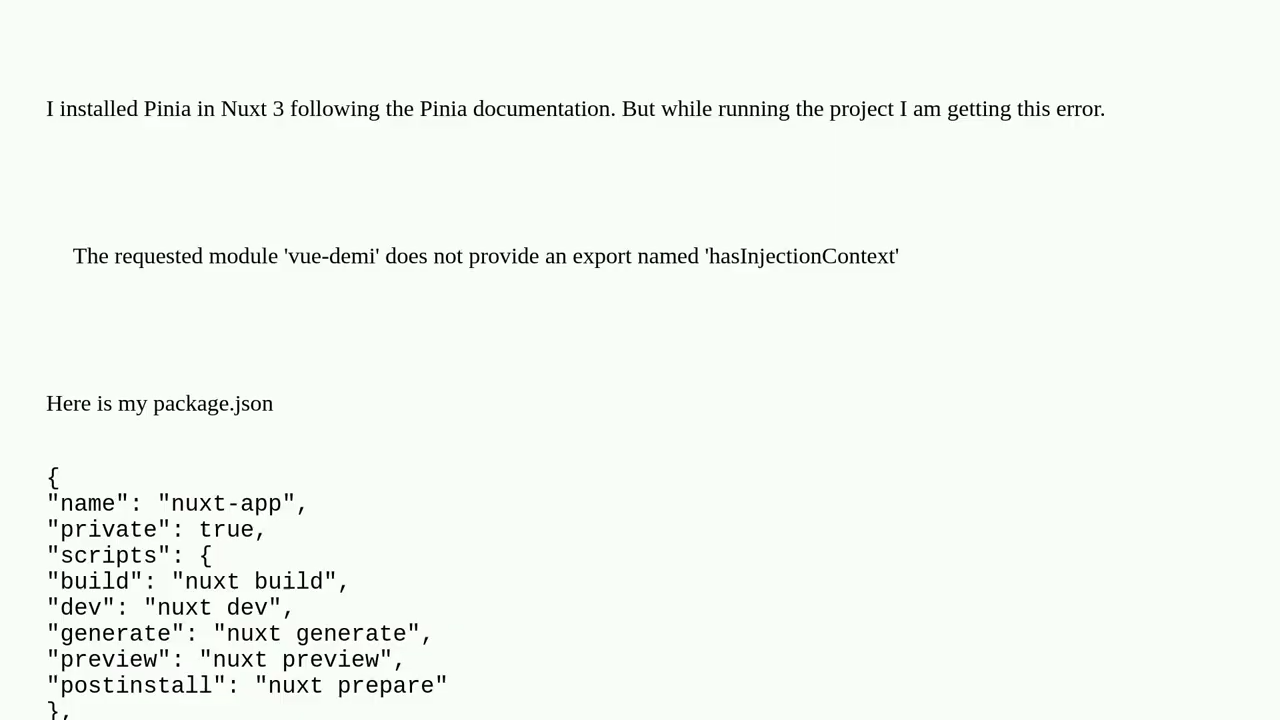 I installed Pinia in Nuxt 3 following the Pinia documentation. But while running the project I am getting this error.
The requested module 'vue-demi' does not provide an export named 'hasInjectionContext'
Here is my package.json
{
"name": "nuxt-app",
"private": true,
"scripts": {
"build": "nuxt build",
"dev": "nuxt dev",
"generate": "nuxt generate",
"preview": "nuxt preview",
"postinstall": "nuxt prepare"
},